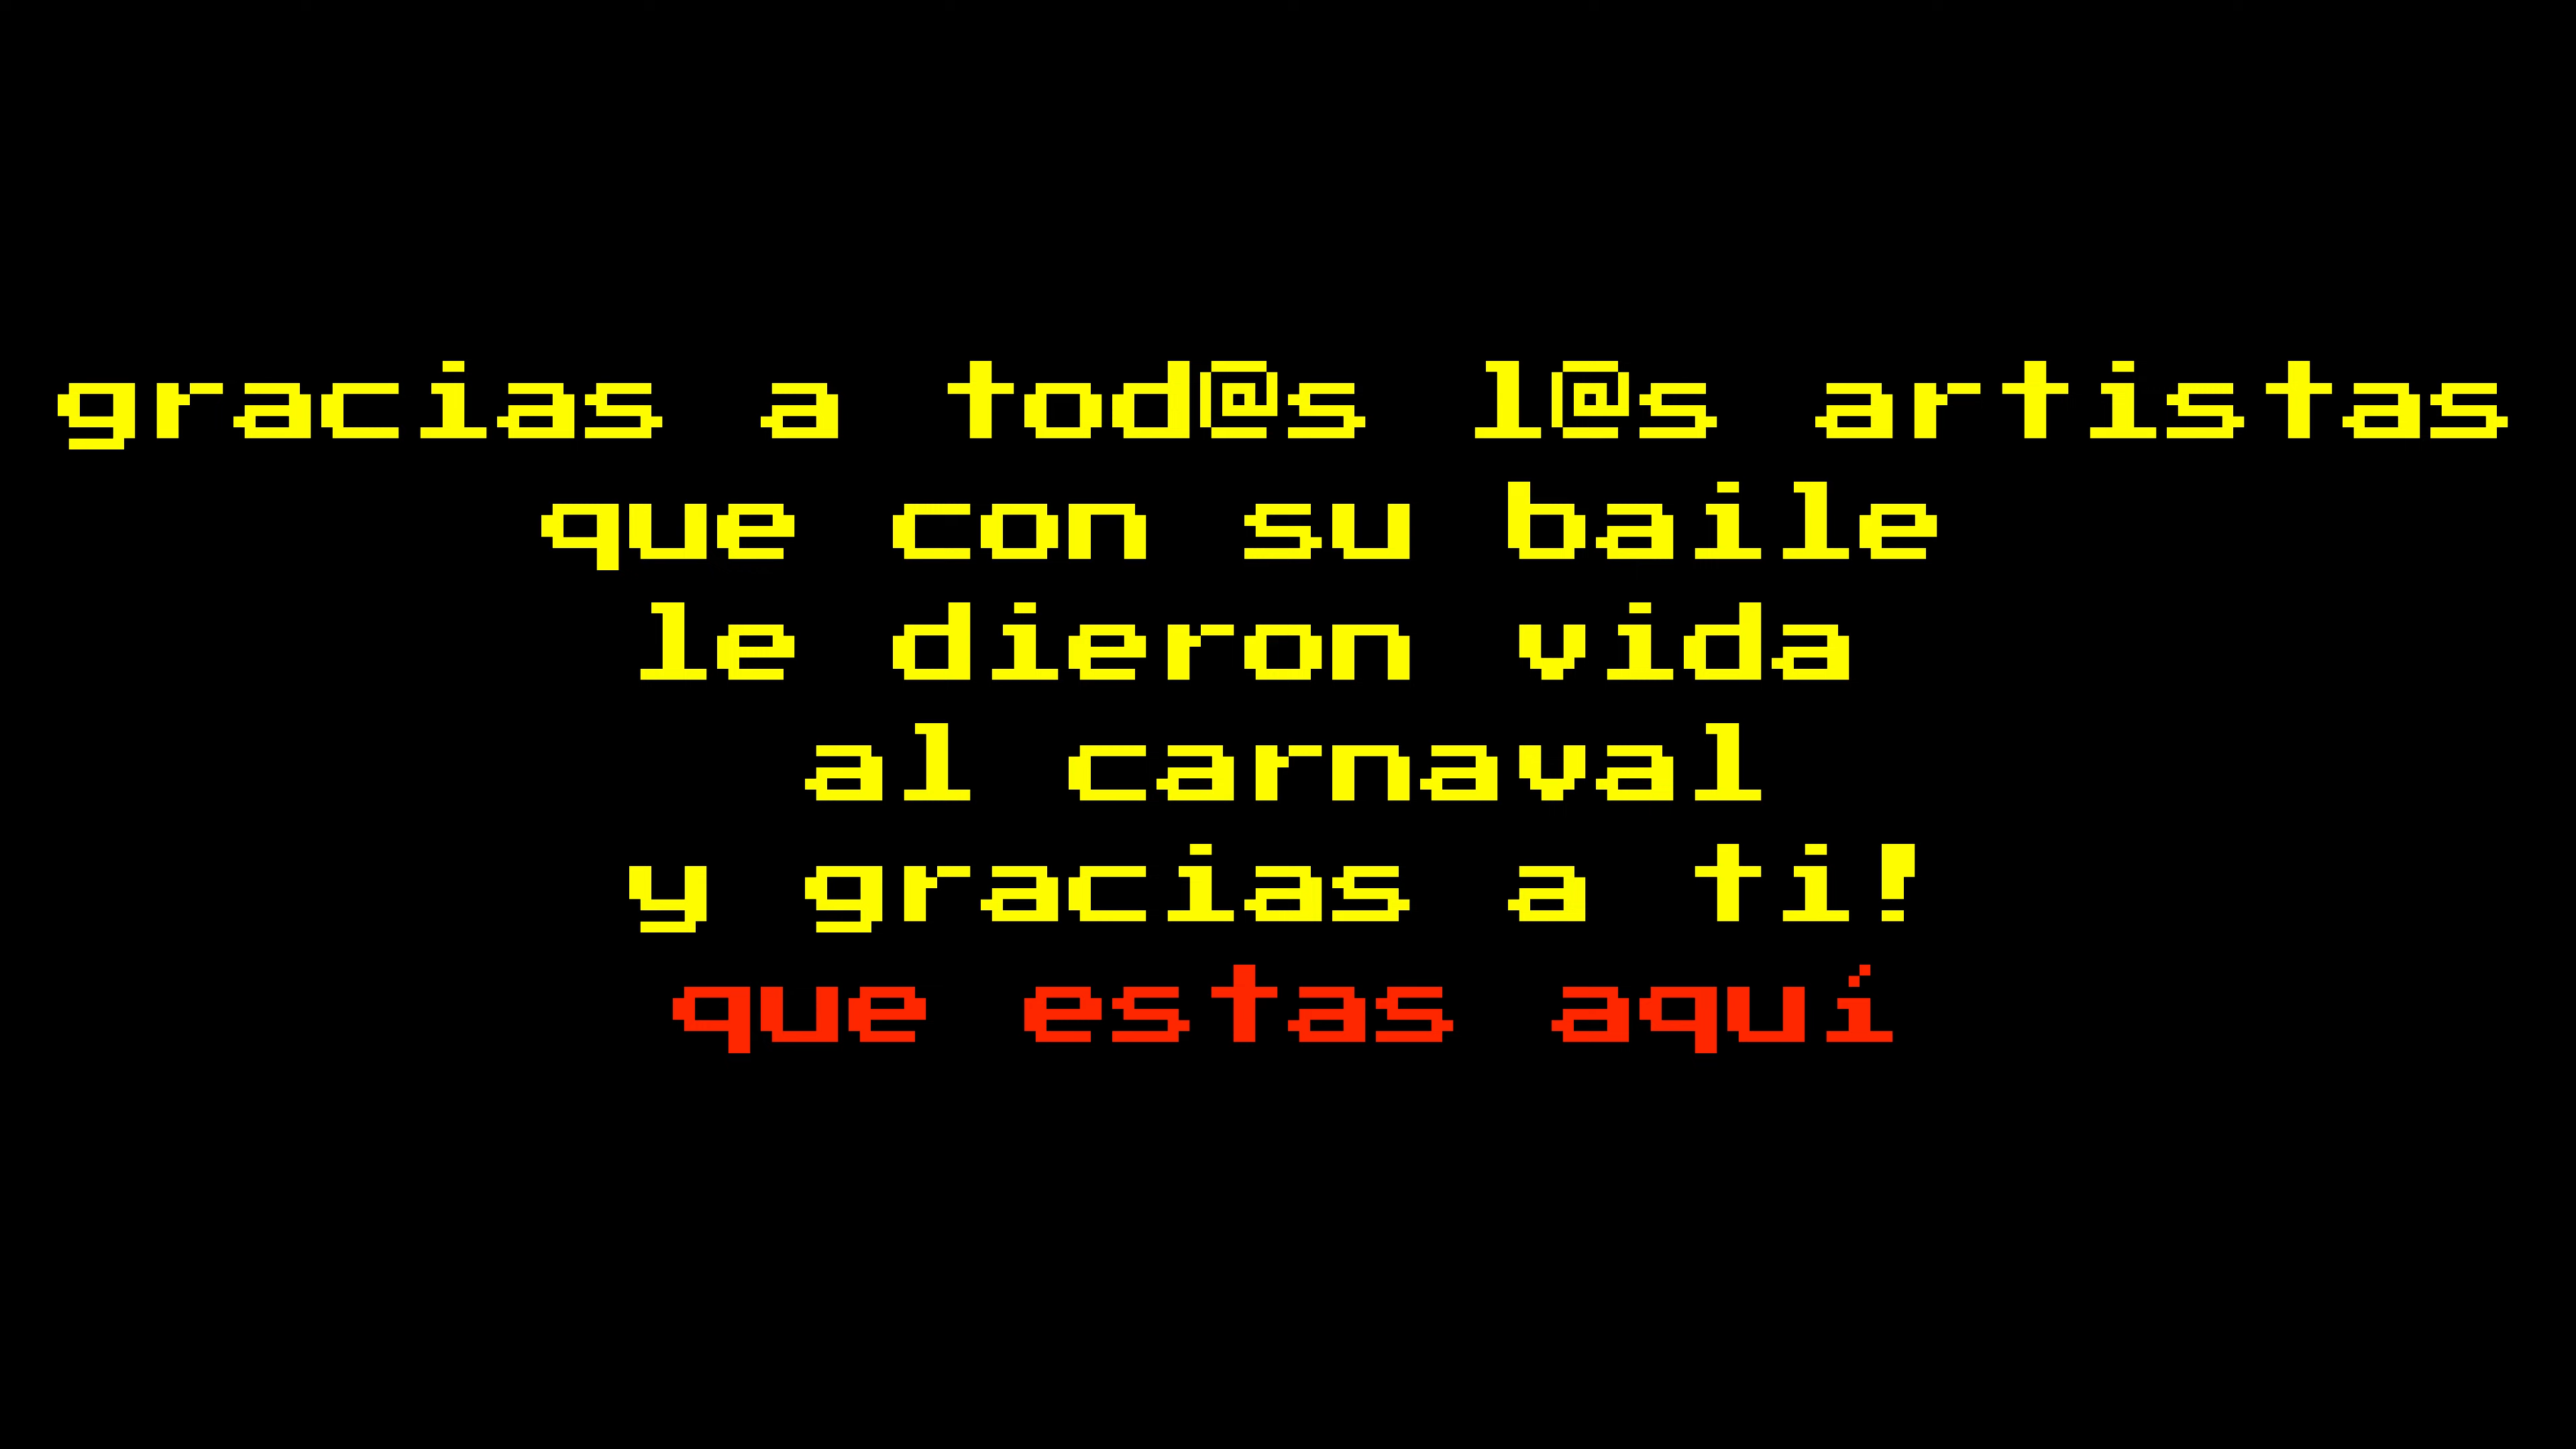 gracias a tod@s l@s artistas
que con su baile
le dieron vida
al carnaval
y gracias a ti!
que estas aquí